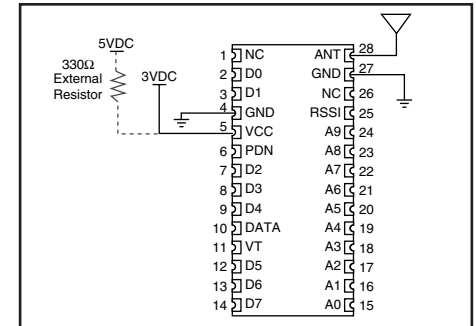 5VDC
330Ω
External
Resistor
3VDC
1 NC
2 D0
3 D1
4 GND
5 VCC
6 PDN
7 D2
8 D3
9 D4
10 DATA
11 VT
12 D5
13 D6
14 D7
ANT 28
GND 27
NC 26
RSSI 25
A9 24
A8 23
A7 22
A6 21
A5 20
A4 19
A3 18
A2 17
A1 16
A0 15